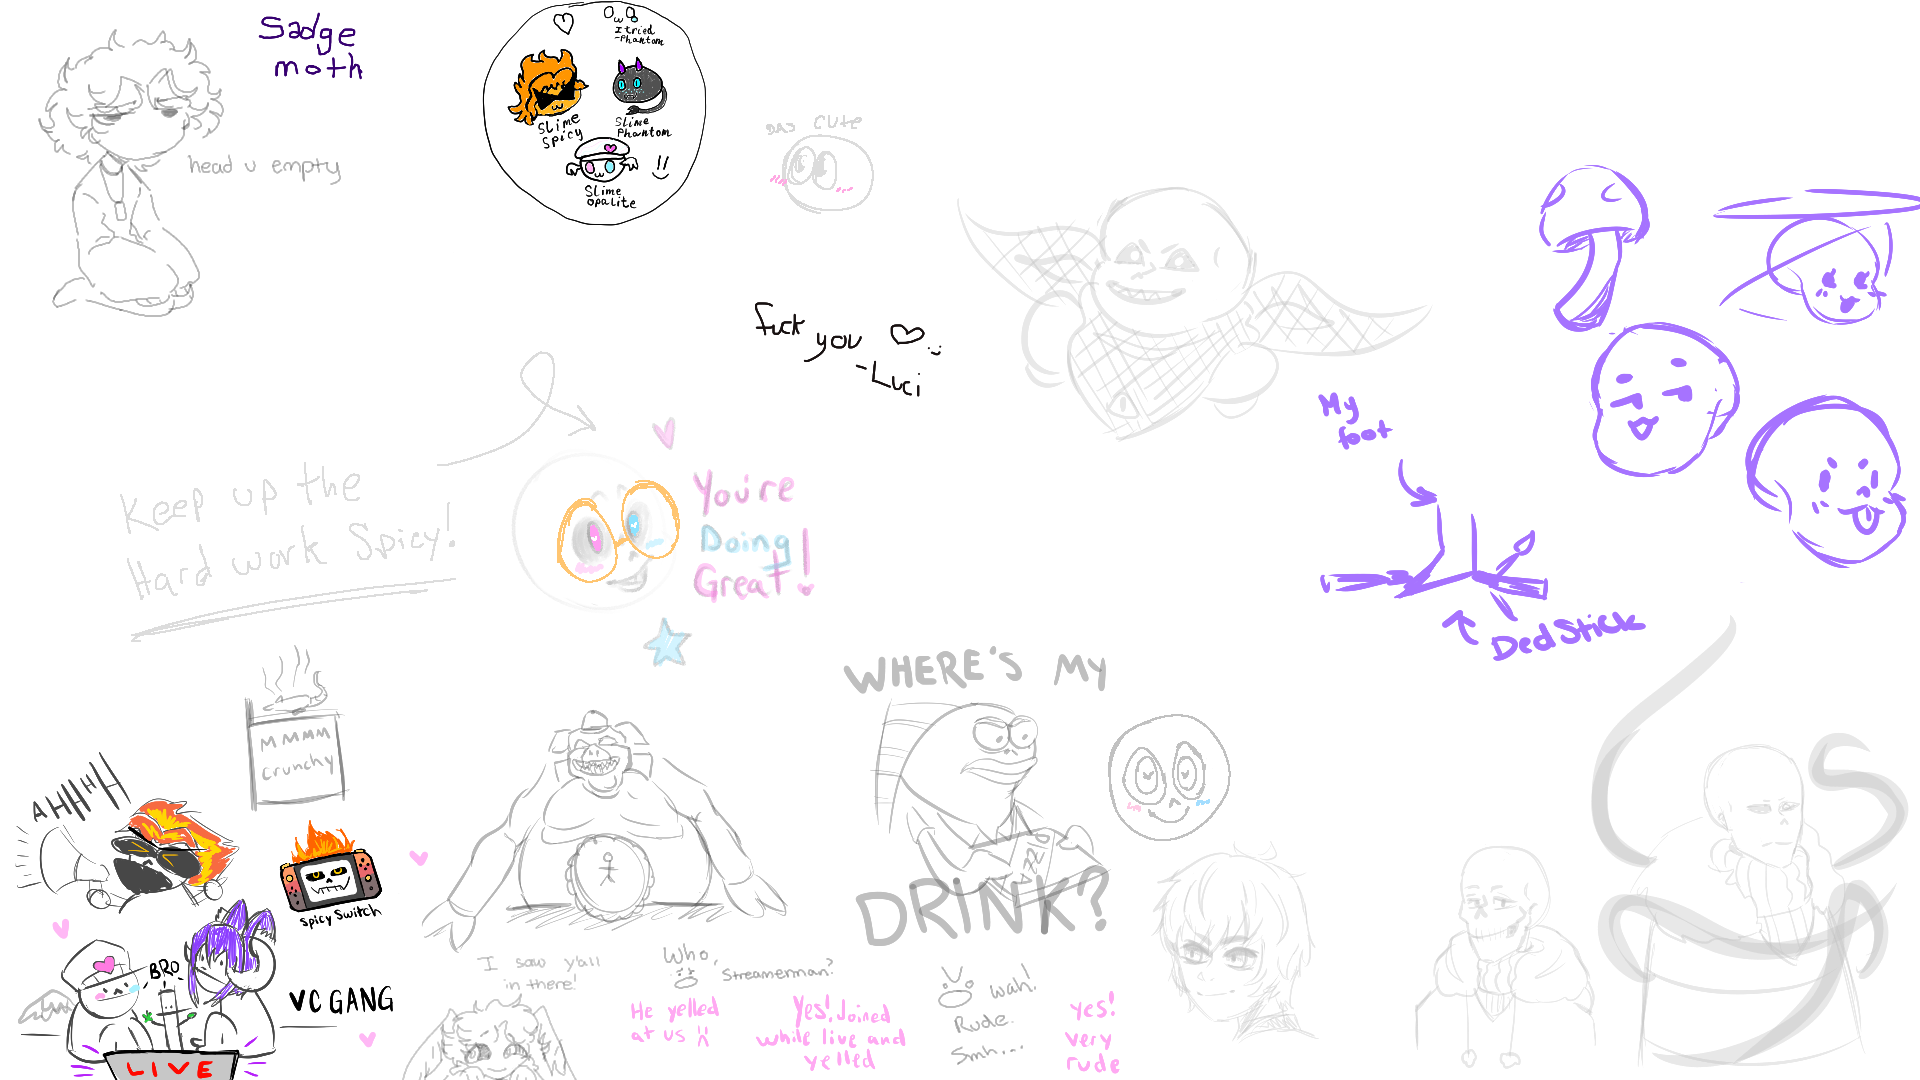 Sadge
moth
head u empty
OwO
I tried
-Phantom
Slime
Spicy
Slime
Phantom
Slime
opalite
DAS CUTE
fuck you ♡
-Luci
Keep up the
Hard work Spicy!
You're
Doing
Great!
My
foot
Ded Stick
MMMM
crunchy
AHHHH
Spicy Switch
BRO
VC GANG
LIVE
WHERE'S MY
DRINK?
I saw y'all
in there!
Who,
Streamerman?
He yelled
at us
Yes! Joined
while live and
yelled
wah!
Rude.
Smh...
yes!
very
rude